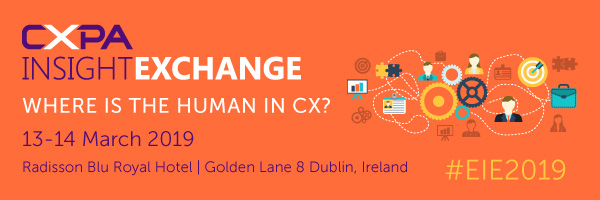 CXPA
INSIGHTEXCHANGE
WHERE IS THE HUMAN IN CX?
13-14 March 2019
Radisson Blu Royal Hotel | Golden Lane 8 Dublin, Ireland
#EIE2019